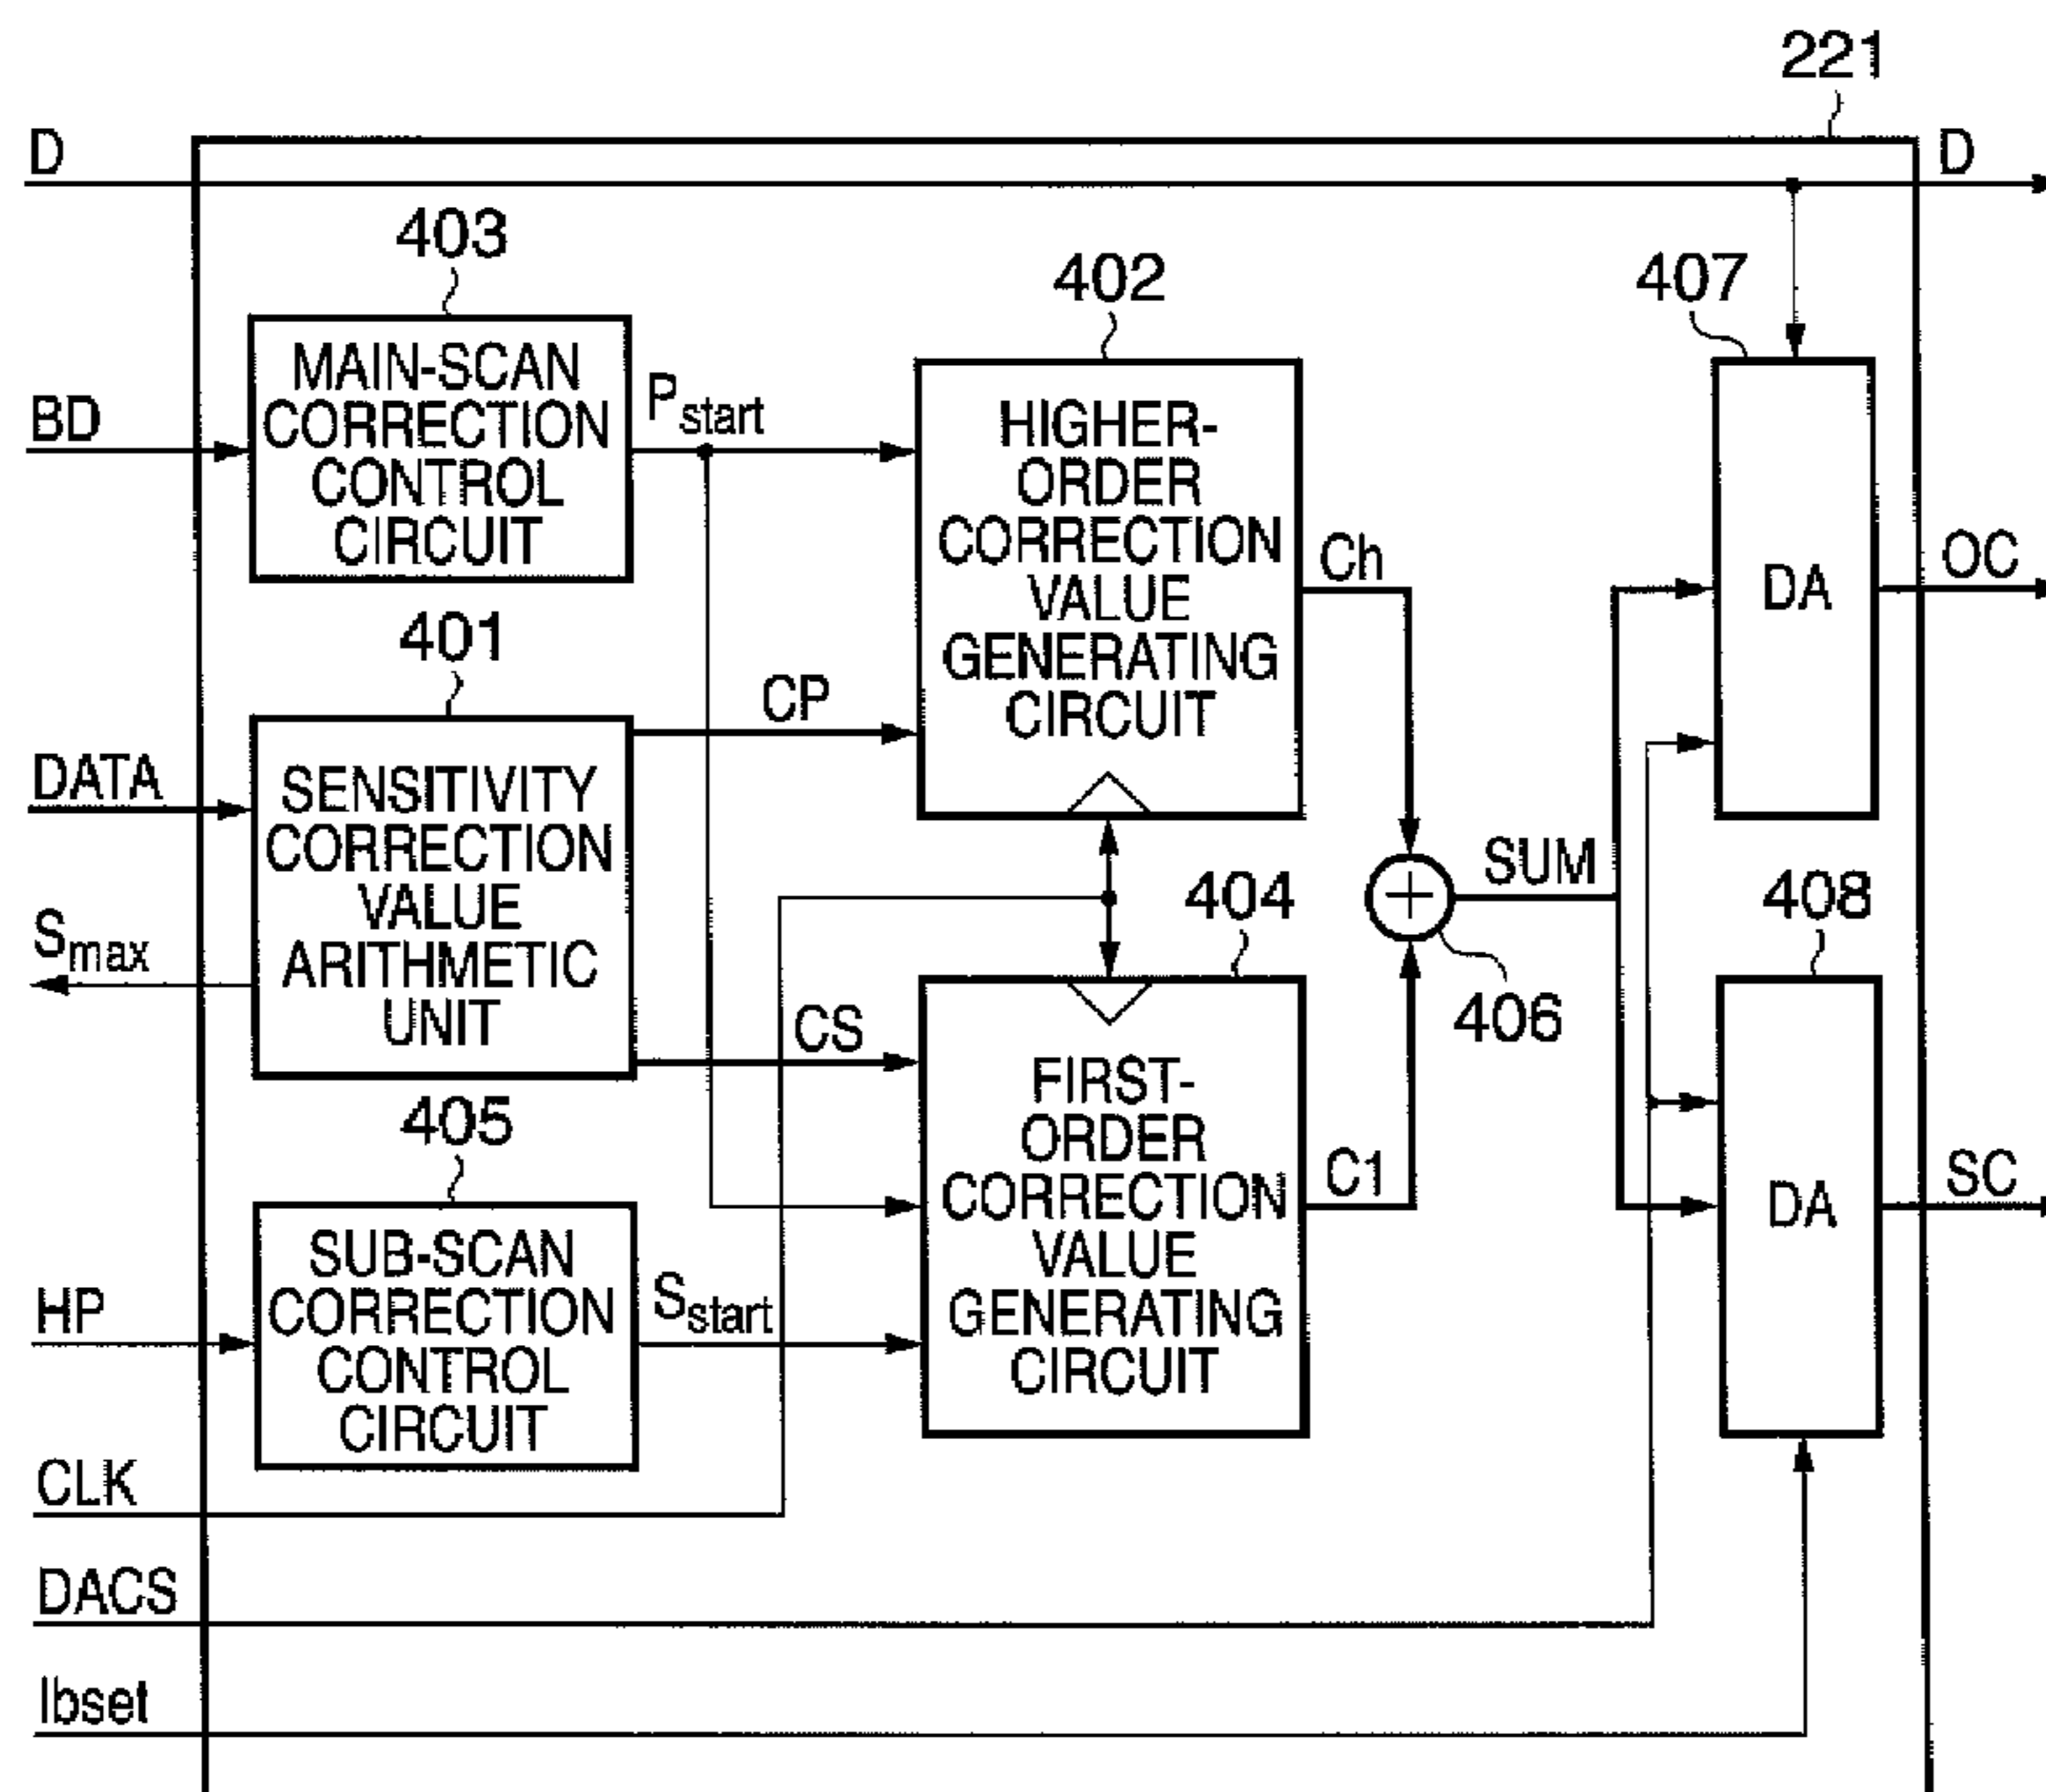 221
D
D
403
402
407
MAIN-SCAN
CORRECTION
CONTROL
CIRCUIT
BD
Pstart
HIGHER-
ORDER
CORRECTION
VALUE
GENERATING
CIRCUIT
Ch
DA
OC
401
CP
DATA
SENSITIVITY
CORRECTION
VALUE
ARITHMETIC
UNIT
Smax
CS
SUM
+
406
404
408
405
FIRST-
ORDER
CORRECTION
VALUE
GENERATING
CIRCUIT
C1
DA
SC
SUB-SCAN
CORRECTION
CONTROL
CIRCUIT
HP
Sstart
CLK
DACS
Ibset